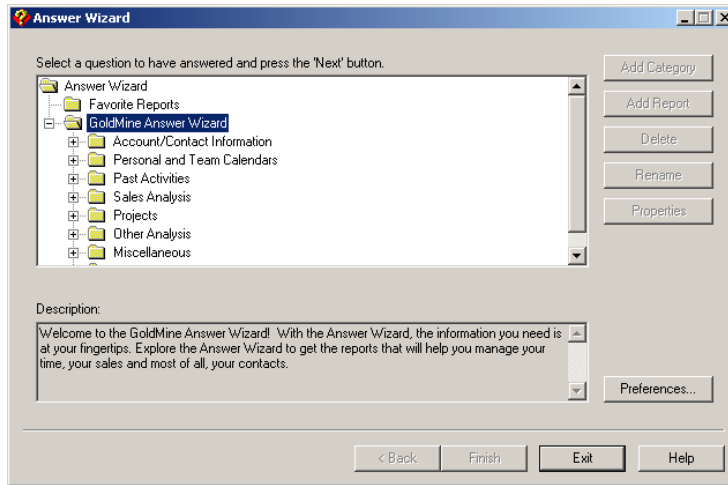 Answer Wizard
Select a question to have answered and press the 'Next' button.
Answer Wizard
Favorite Reports
GoldMine Answer Wizard
Account/Contact Information
Personal and Team Calendars
Past Activities
Sales Analysis
Projects
Other Analysis
Miscellaneous
Add Category
Add Report
Delete
Rename
Properties
Description:
Welcome to the GoldMine Answer Wizard! With the Answer Wizard, the information you need is
at your fingertips. Explore the Answer Wizard to get the reports that will help you manage your
time, your sales and most of all, your contacts.
Preferences...
< Back
Finish
Exit
Help